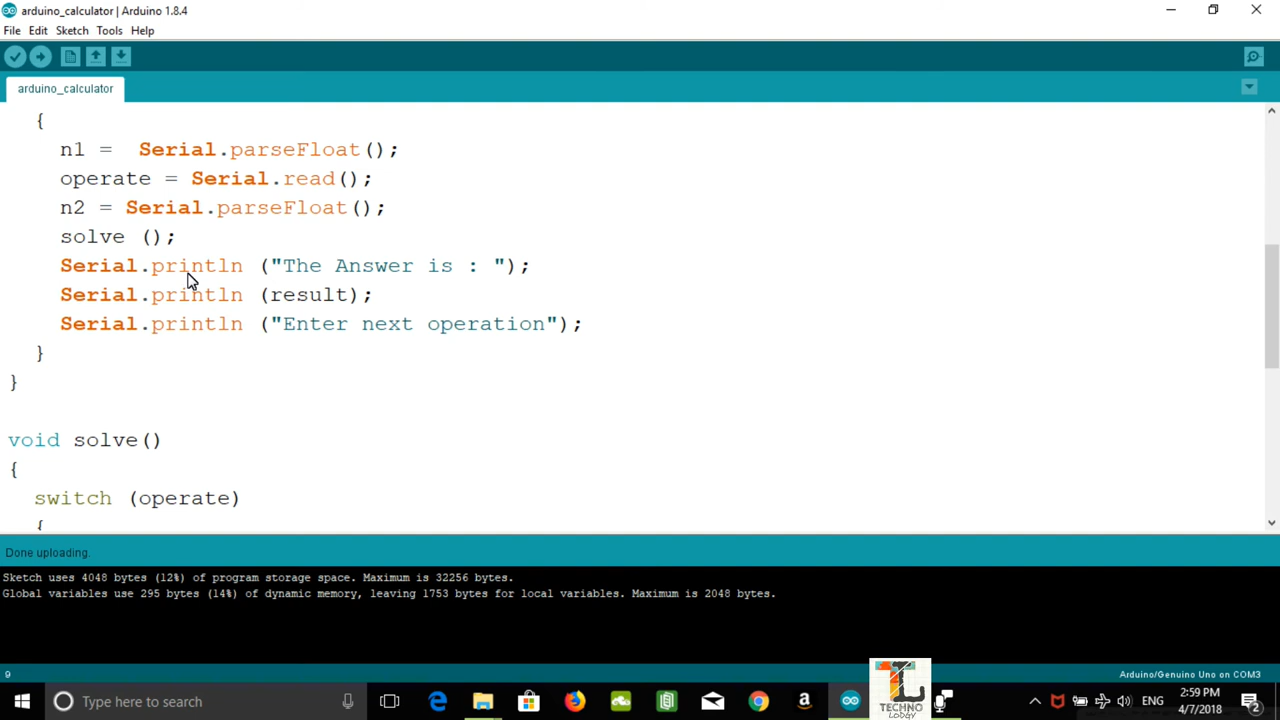 arduino_calculator | Arduino 1.8.4
File Edit Sketch Tools Help
arduino_calculator
{
n1 = Serial.parseFloat();
operate = Serial.read();
n2 = Serial.parseFloat();
solve ();
Serial.println ("The Answer is : ");
Serial.println (result);
Serial.println ("Enter next operation");
}
}
void solve()
{
switch (operate)
{
Done uploading.
Sketch uses 4048 bytes (12%) of program storage space. Maximum is 32256 bytes.
Global variables use 295 bytes (14%) of dynamic memory, leaving 1753 bytes for local variables. Maximum is 2048 bytes.
9
Arduino/Genuino Uno on COM3
TECHNO
LODGY
Type here to search
ENG
2:59 PM
4/7/2018
2